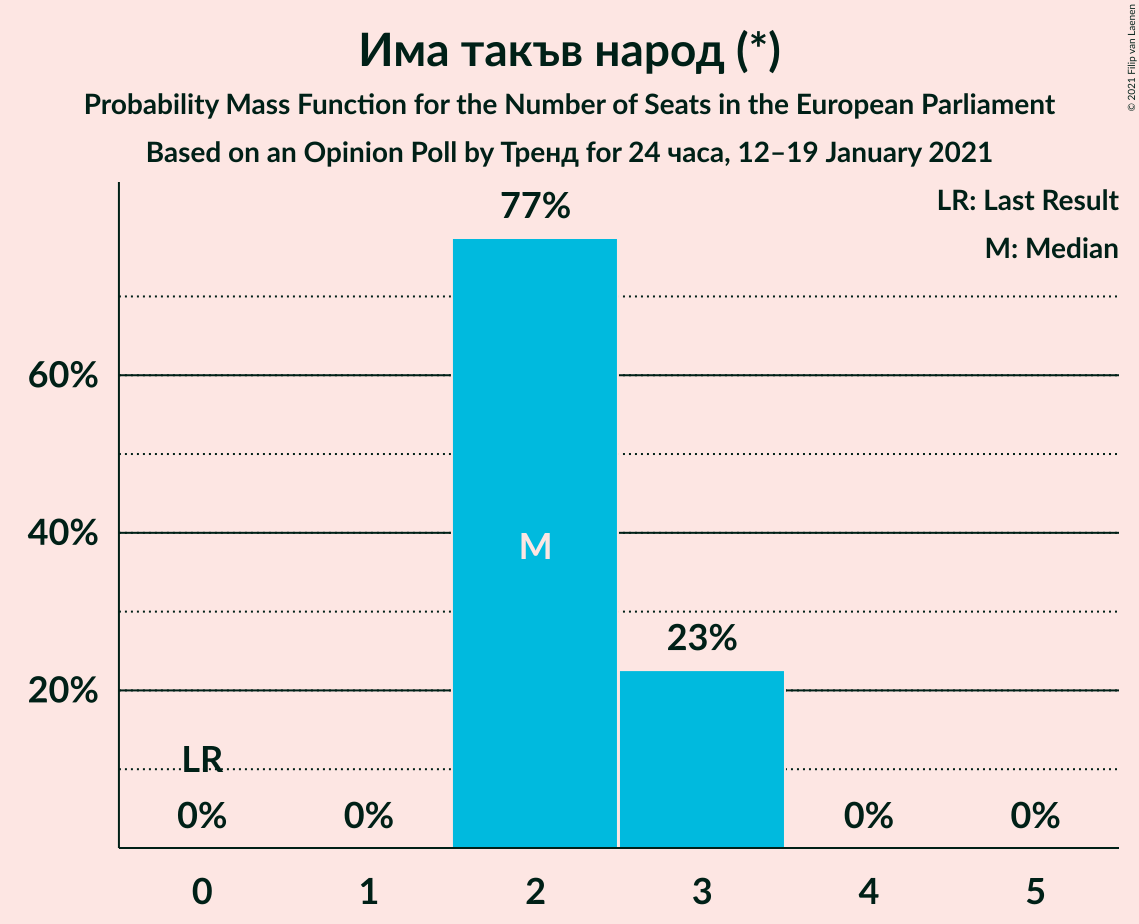 Има такъв народ (*)
Probability Mass Function for the Number of Seats in the European Parliament
Based on an Opinion Poll by Тренд for 24 часа, 12–19 January 2021
© 2021 Filip van Laenen
LR: Last Result
M: Median
77%
60%
40%
M
23%
20%
LR
0%
0%
0%
0%
0
1
2
3
4
5